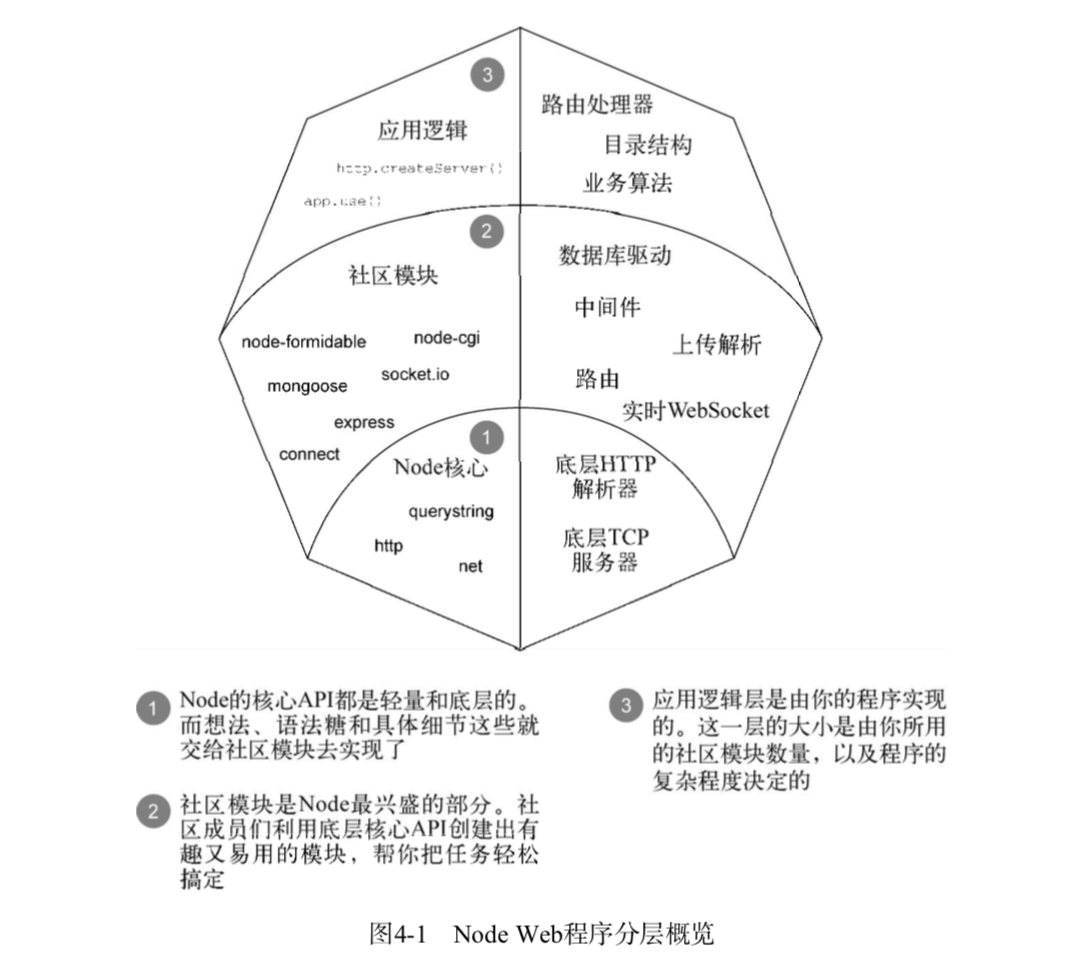 3
应用逻辑
http.createServer()
app.use()
路由处理器
目录结构
业务算法
2
社区模块
node-formidable
node-cgi
mongoose
socket.io
express
connect
数据库驱动
中间件
上传解析
路由
实时WebSocket
1
Node核心
querystring
http
net
底层HTTP
解析器
底层TCP
服务器
1 Node的核心API都是轻量和底层的。
而想法、语法糖和具体细节这些就
交给社区模块去实现了
2 社区模块是Node最兴盛的部分。社
区成员们利用底层核心API创建出有
趣又易用的模块，帮你把任务轻松
搞定
3 应用逻辑层是由你的程序实现
的。这一层的大小是由你所用
的社区模块数量，以及程序的
复杂程度决定的
图4-1 Node Web程序分层概览